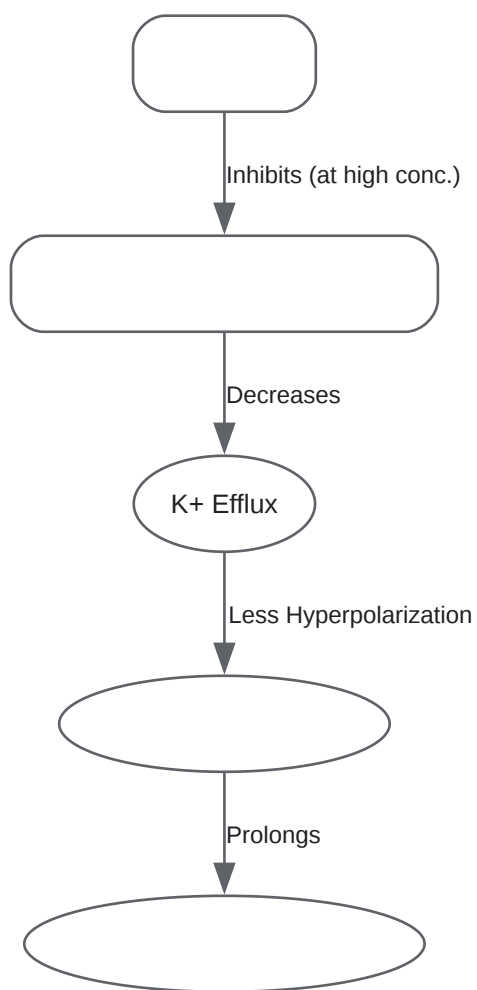 Inhibits (at high conc.)
Decreases
K+ Efflux
Less Hyperpolarization
Prolongs